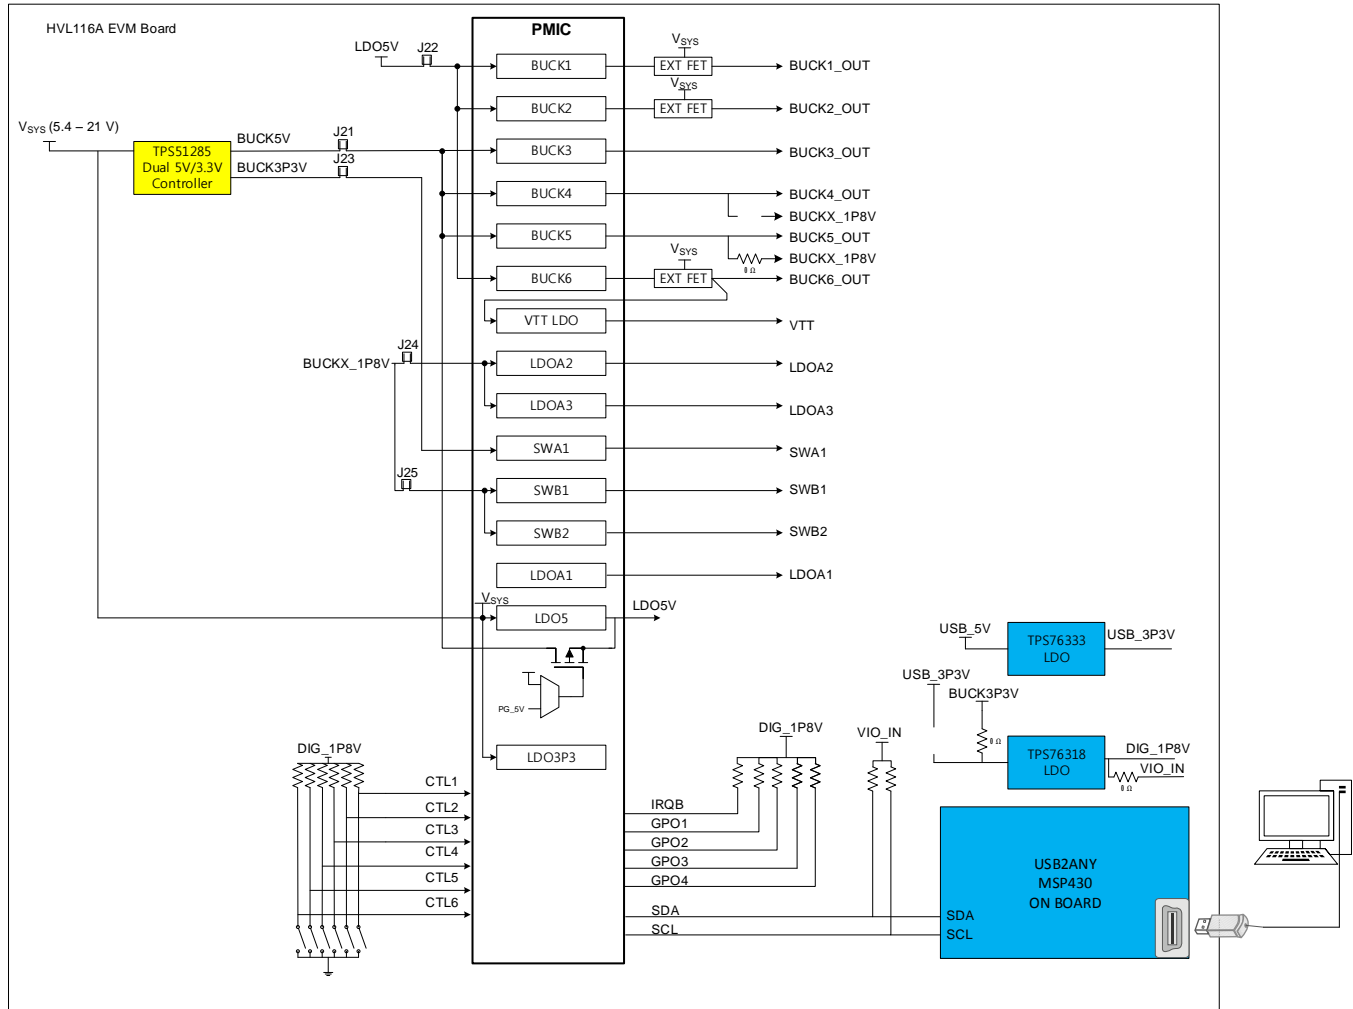 HVL116A EVM Board
PMIC
LDO5V
J22
BUCK1
VSYS
EXT FET
BUCK1_OUT
BUCK2
VSYS
EXT FET
BUCK2_OUT
VSYS (5.4 – 21 V)
TPS51285
Dual 5V/3.3V
Controller
BUCK5V
J21
BUCK3P3V
J23
BUCK3
BUCK3_OUT
BUCK4
BUCK4_OUT
BUCKX_1P8V
BUCK5
BUCK5_OUT
BUCKX_1P8V
0 Ω
BUCK6
VSYS
EXT FET
BUCK6_OUT
VTT LDO
VTT
BUCKX_1P8V
J24
LDOA2
LDOA2
LDOA3
LDOA3
SWA1
SWA1
J25
SWB1
SWB1
SWB2
SWB2
LDOA1
LDOA1
VSYS
LDO5
LDO5V
PG_5V
LDO3P3
USB_5V
TPS76333
LDO
USB_3P3V
USB_3P3V
BUCK3P3V
0 Ω
TPS76318
LDO
DIG_1P8V
VIO_IN
0 Ω
DIG_1P8V
CTL1
CTL2
CTL3
CTL4
CTL5
CTL6
DIG_1P8V
VIO_IN
IRQB
GPO1
GPO2
GPO3
GPO4
SDA
SCL
USB2ANY
MSP430
ON BOARD
SDA
SCL